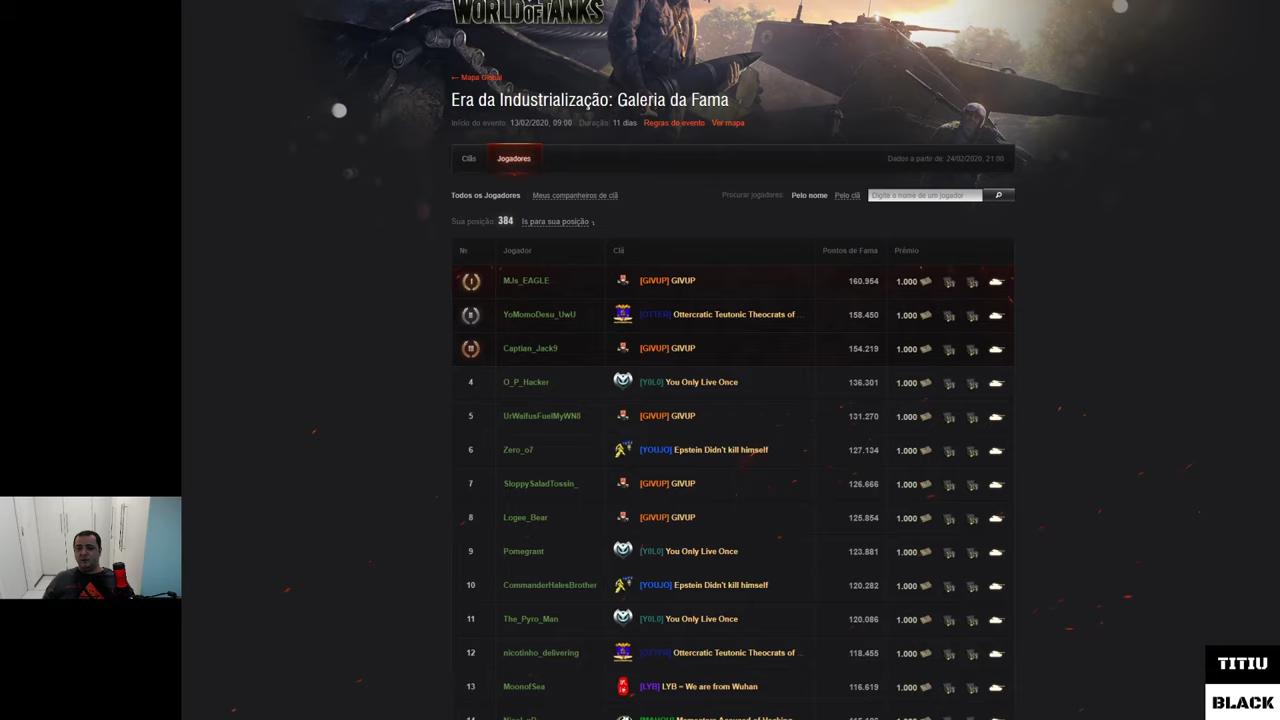 WORLD OF TANKS
← Mapa Global
Era da Industrialização: Galeria da Fama
Início do evento: 13/02/2020, 09:00 Duração: 11 dias Regras do evento Ver mapa
Clãs Jogadores Dados a partir de: 24/02/2020, 21:00
Todos os Jogadores Meus companheiros de clã Procurar jogadores: Pelo nome Pelo clã Digite o nome de um jogador
Sua posição: 384 Is para sua posição
№ Jogador Clã Pontos de Fama Prêmio
I MJs_EAGLE [GIVUP] GIVUP 160.954 1.000
II YoMomoDesu_UwU [OTTER] Ottercratic Teutonic Theocrats of ... 158.450 1.000
III Captian_Jack9 [GIVUP] GIVUP 154.219 1.000
4 O_P_Hacker [Y0L0] You Only Live Once 136.301 1.000
5 UrWaifusFuelMyWN8 [GIVUP] GIVUP 131.270 1.000
6 Zero_o7 [YOUJO] Epstein Didn't kill himself 127.134 1.000
7 SloppySaladTossin_ [GIVUP] GIVUP 126.666 1.000
8 Logee_Bear [GIVUP] GIVUP 125.854 1.000
9 Pomegrant [Y0L0] You Only Live Once 123.881 1.000
10 CommanderHalesBrother [YOUJO] Epstein Didn't kill himself 120.282 1.000
11 The_Pyro_Man [Y0L0] You Only Live Once 120.086 1.000
12 nicotinho_delivering [OTTER] Ottercratic Teutonic Theocrats of ... 118.455 1.000
13 MoonofSea [LYB] LYB – We are from Wuhan 116.619 1.000
TITIU
BLACK